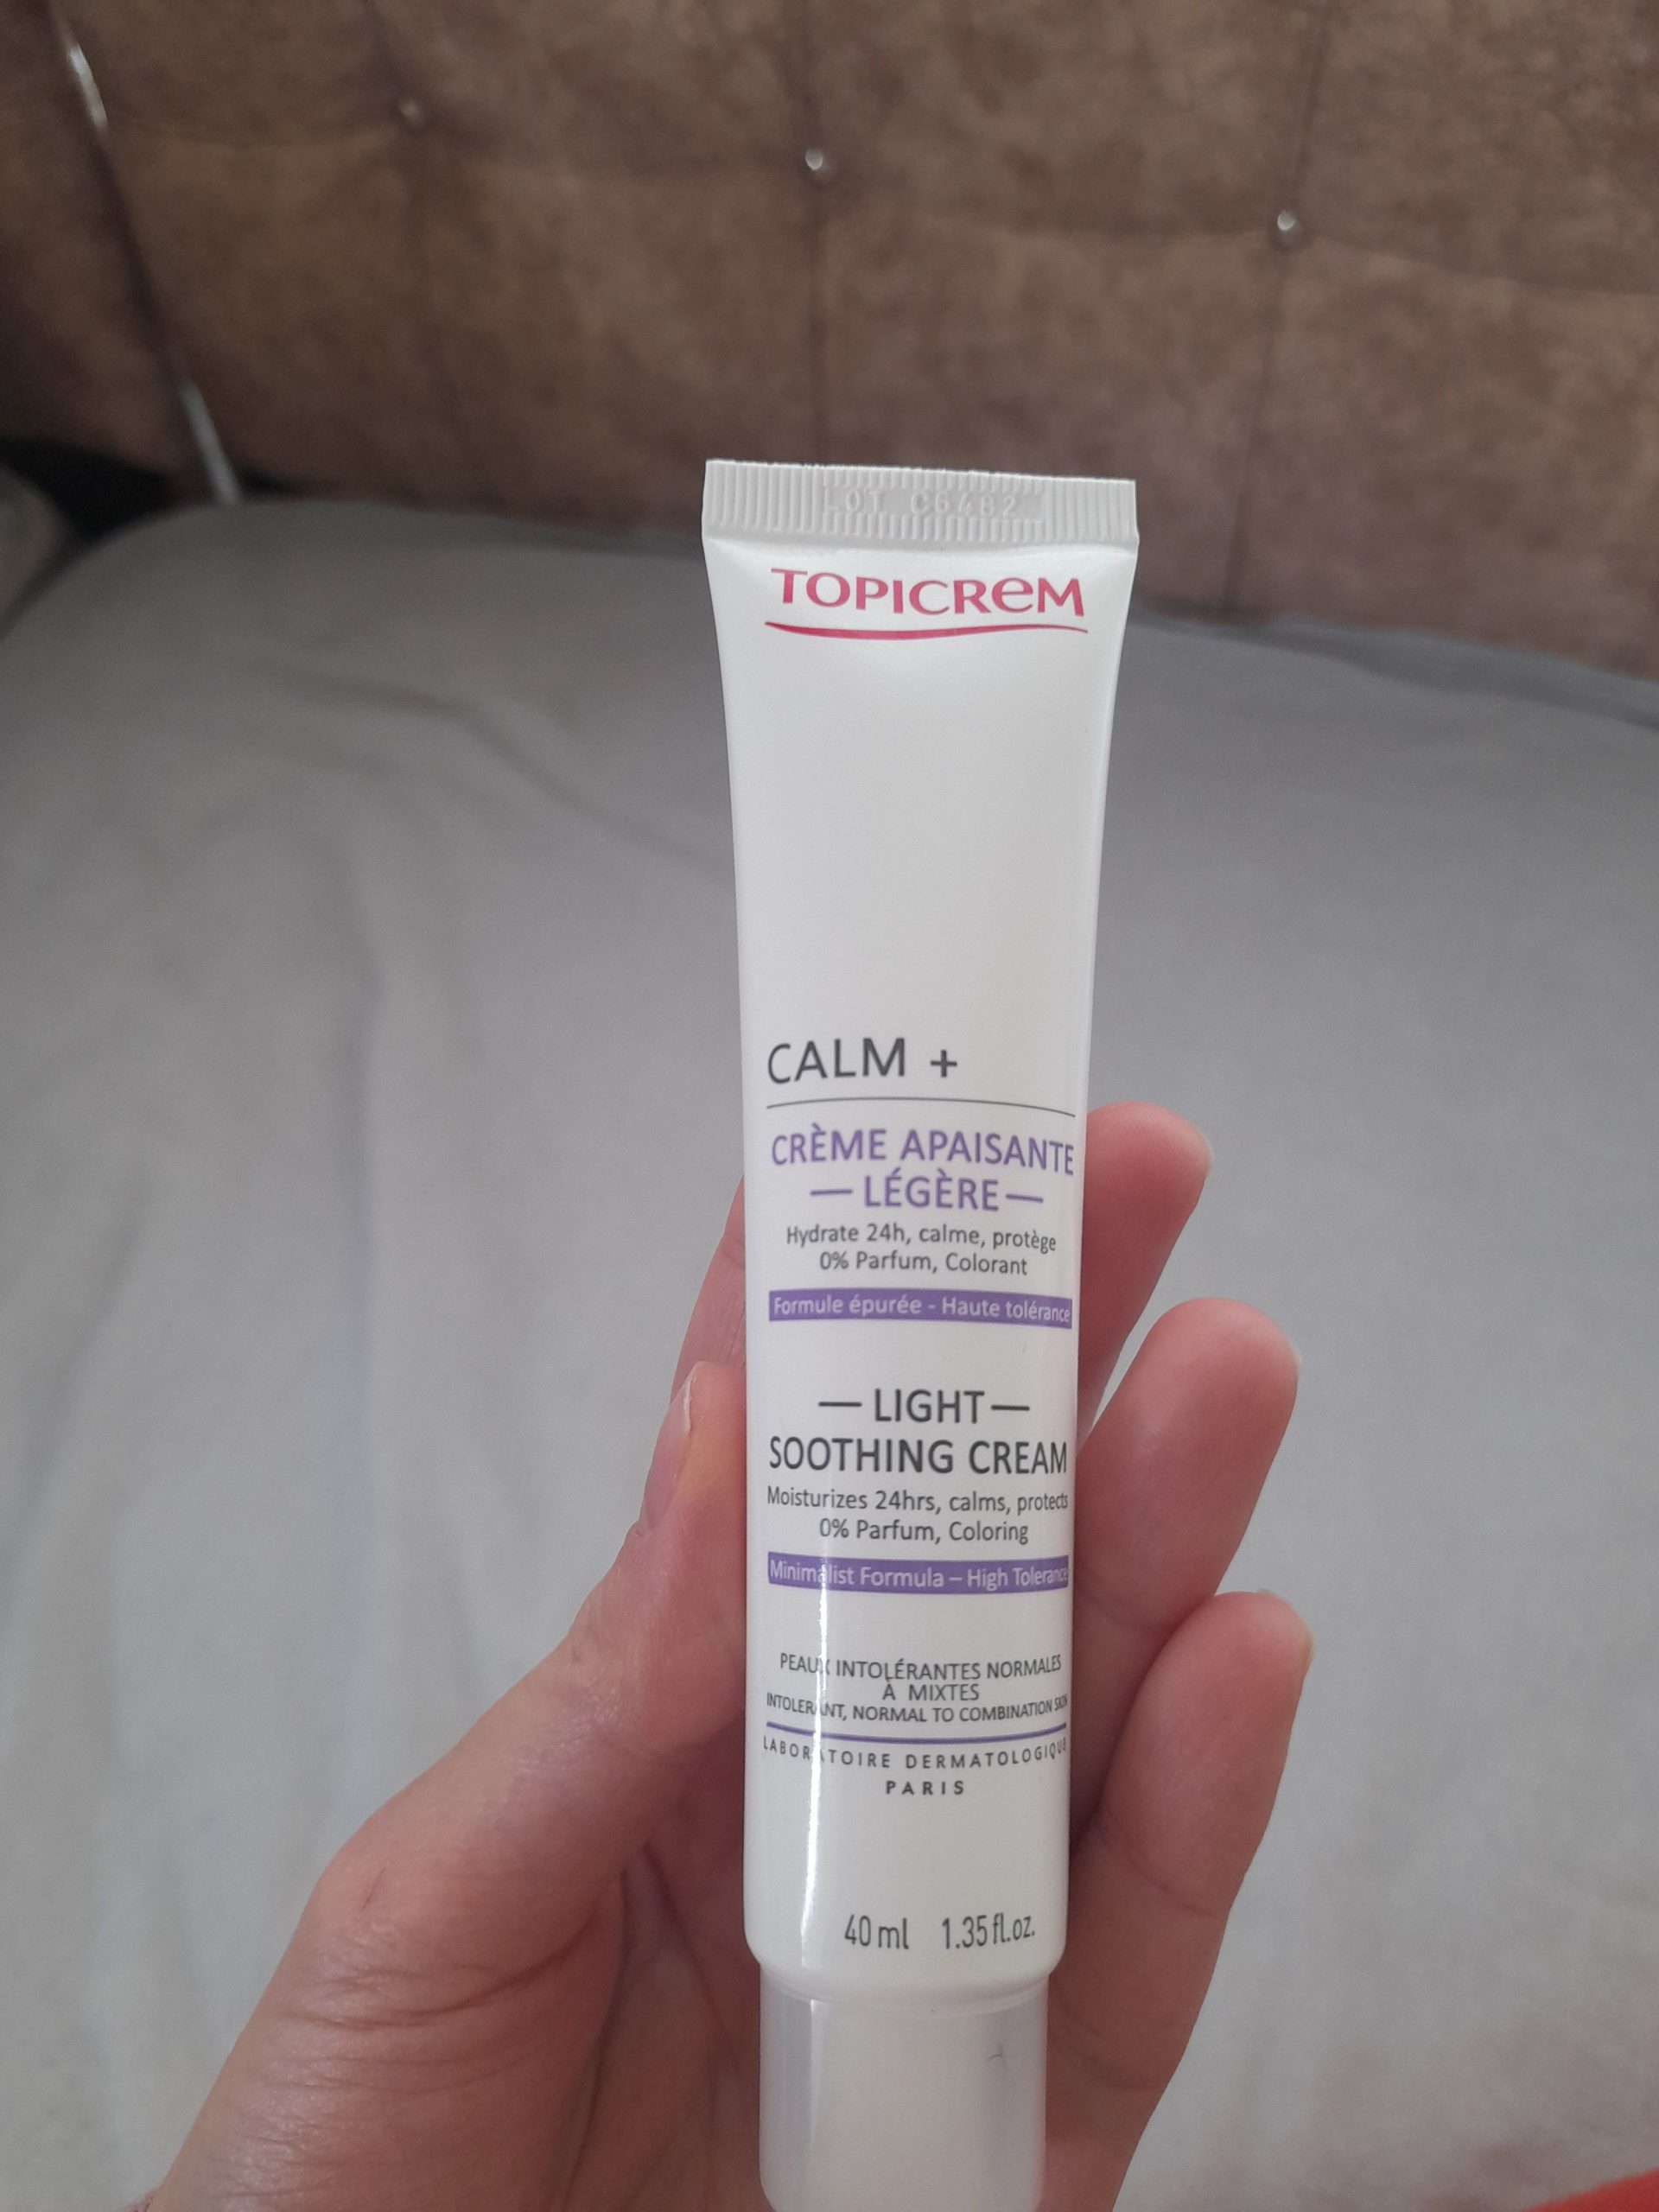 LOT C5482
TOPICREM
CALM +
CRÈME APAISANTE
— LÉGÈRE —
Hydrate 24h, calme, protège
0% Parfum, Colorant
Formule épurée - Haute tolérance
— LIGHT —
SOOTHING CREAM
Moisturizes 24hrs, calms, protects
0% Parfum, Coloring
Minimalist Formula – High Tolerance
PEAUX INTOLÉRANTES NORMALES
À MIXTES
INTOLERANT, NORMAL TO COMBINATION SKIN
LABORATOIRE DERMATOLOGIQUE
PARIS
40 ml 1.35 fl.oz.